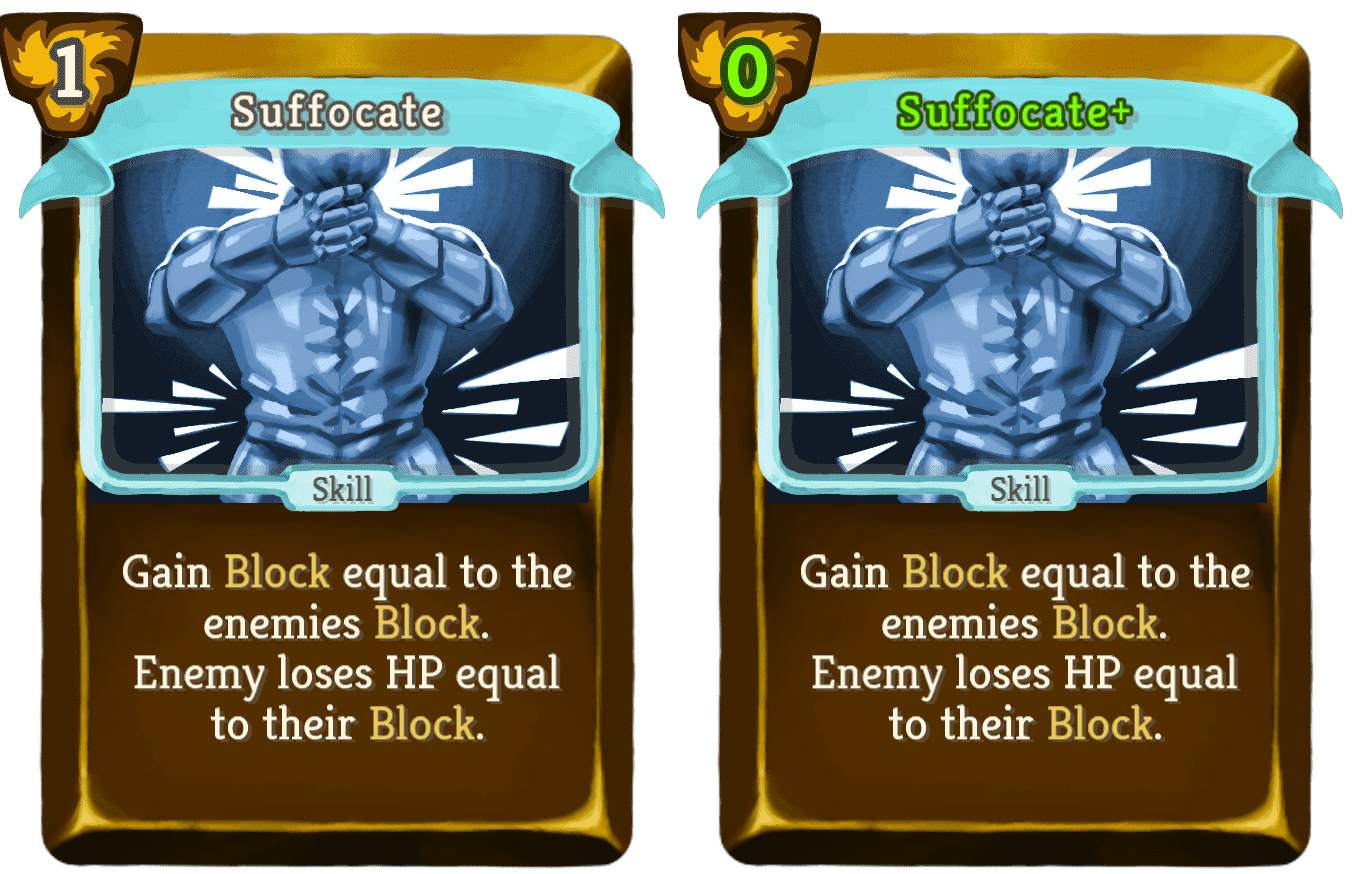 1
Suffocate
Skill
Gain Block equal to the
enemies Block.
Enemy loses HP equal
to their Block.
0
Suffocate+
Skill
Gain Block equal to the
enemies Block.
Enemy loses HP equal
to their Block.